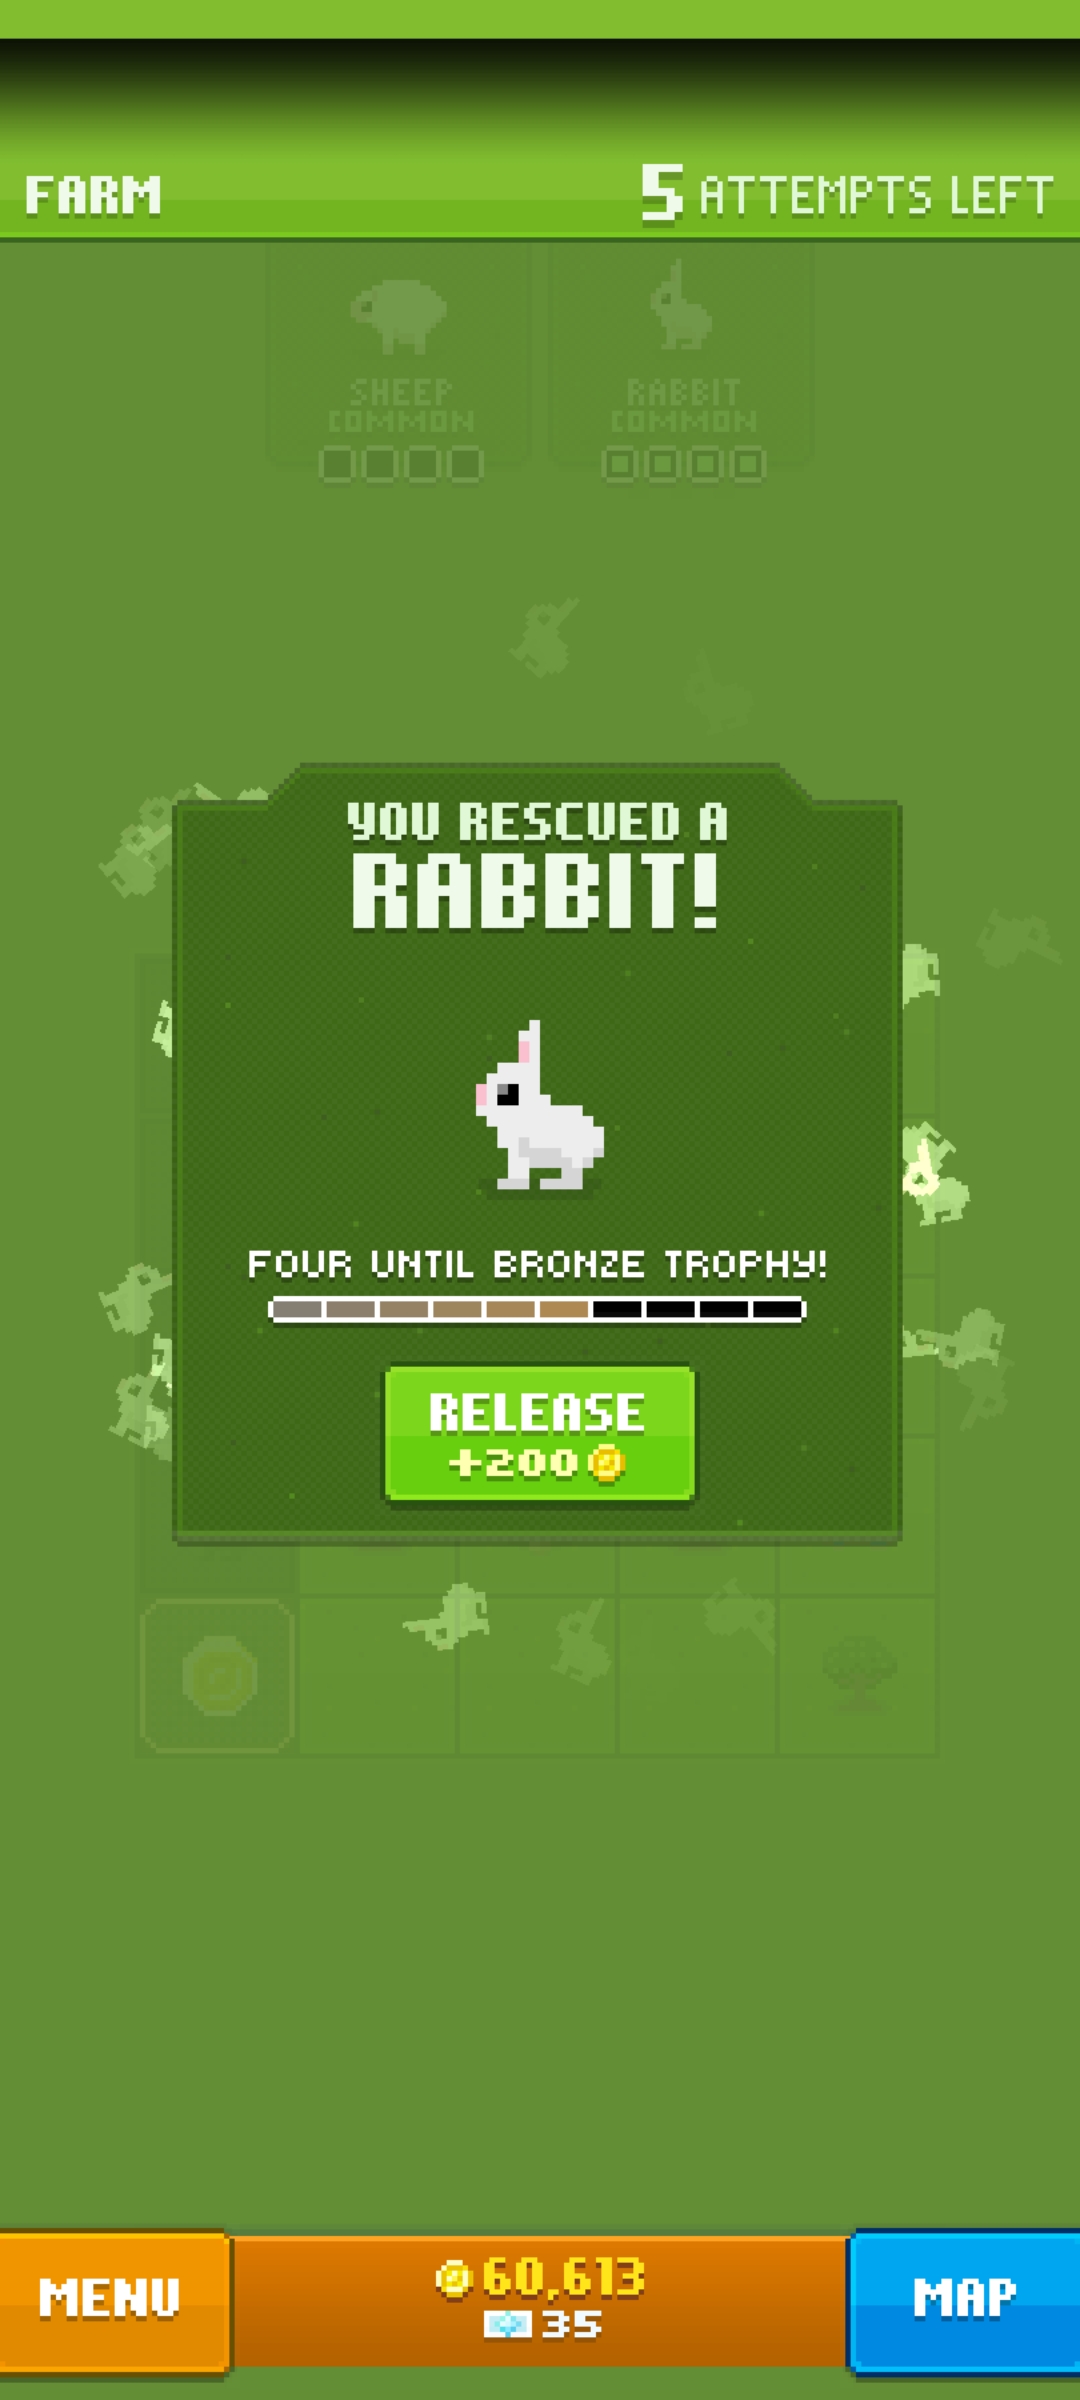 FARM
5 ATTEMPTS LEFT
SHEEP
COMMON
RABBIT
COMMON
YOU RESCUED A
RABBIT!
FOUR UNTIL BRONZE TROPHY!
RELEASE
+200
MENU
60,613
35
MAP